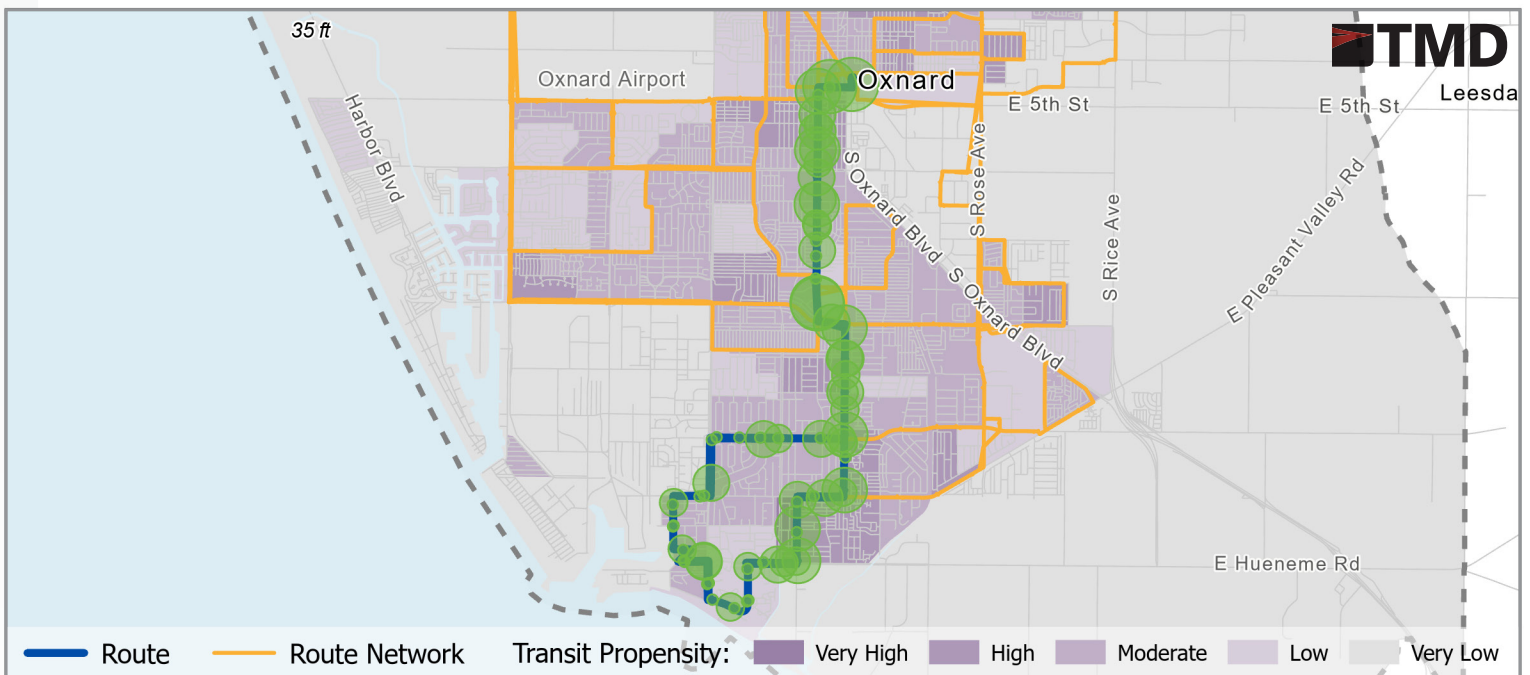 35 ft
TMD
Oxnard Airport
Oxnard
Leesda
E 5th St
E 5th St
Harbor Blvd
S Rose Ave
S Oxnard Blvd
S Oxnard Blvd
S Rice Ave
E Pleasant Valley Rd
E Hueneme Rd
Route
Route Network
Transit Propensity:
Very High
High
Moderate
Low
Very Low